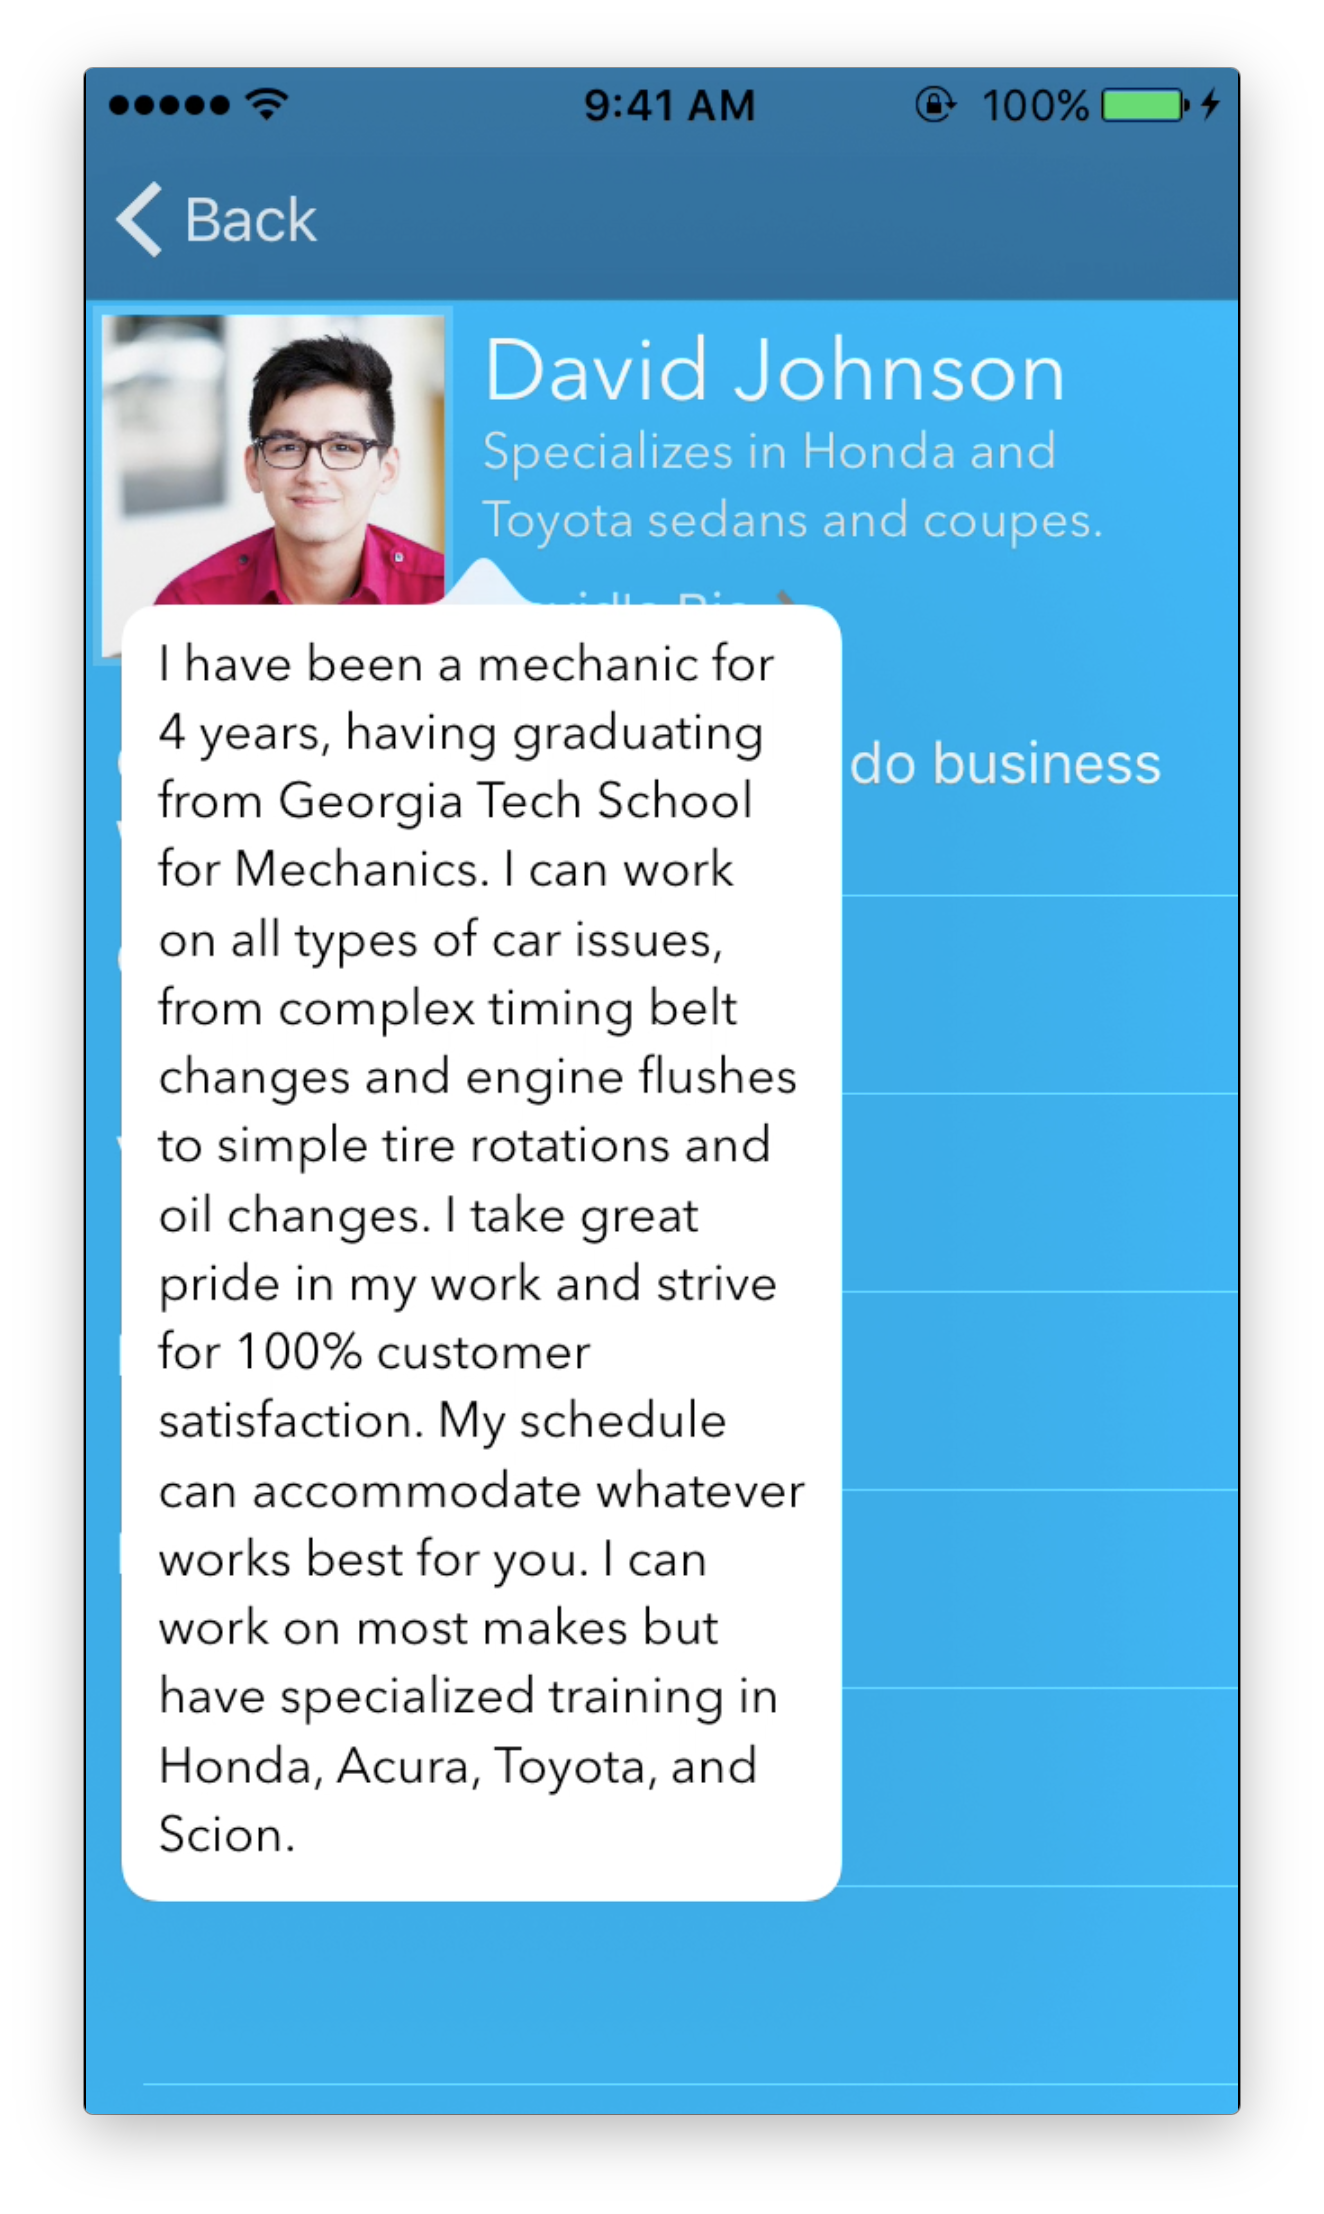 9:41 AM
100%
Back
David Johnson
Specializes in Honda and
Toyota sedans and coupes.
I have been a mechanic for
4 years, having graduating
from Georgia Tech School
for Mechanics. I can work
on all types of car issues,
from complex timing belt
changes and engine flushes
to simple tire rotations and
oil changes. I take great
pride in my work and strive
for 100% customer
satisfaction. My schedule
can accommodate whatever
works best for you. I can
work on most makes but
have specialized training in
Honda, Acura, Toyota, and
Scion.
do business